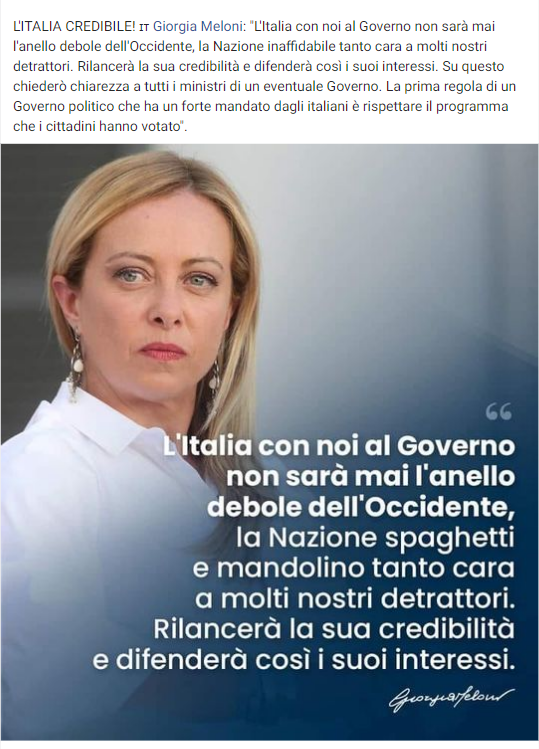 L'ITALIA CREDIBILE! IT Giorgia Meloni: "L'Italia con noi al Governo non sarà mai
l'anello debole dell'Occidente, la Nazione inaffidabile tanto cara a molti nostri
detrattori. Rilancerà la sua credibilità e difenderà così i suoi interessi. Su questo
chiederò chiarezza a tutti i ministri di un eventuale Governo. La prima regola di un
Governo politico che ha un forte mandato dagli italiani è rispettare il programma
che i cittadini hanno votato".
“
L'Italia con noi al Governo
non sarà mai l'anello
debole dell'Occidente,
la Nazione spaghetti
e mandolino tanto cara
a molti nostri detrattori.
Rilancerà la sua credibilità
e difenderà così i suoi interessi.
Giorgia Meloni